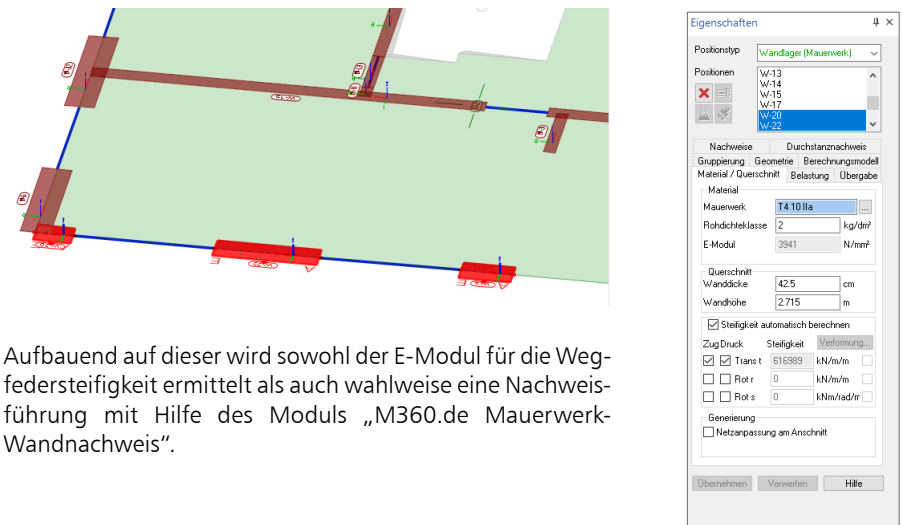 Aufbauend auf dieser wird sowohl der E-Modul für die Weg-
federsteifigkeit ermittelt als auch wahlweise eine Nachweis-
führung mit Hilfe des Moduls „M360.de Mauerwerk-
Wandnachweis“.
Eigenschaften
Positionstyp Wandlager (Mauerwerk)
Positionen
W-13
W-14
W-15
W-17
W-20
W-22
Nachweise Durchstanznachweis
Gruppierung Geometrie Berechnungsmodell
Material / Querschnitt Belastung Übergabe
Material
Mauerwerk T4 10 IIa ...
Rohdichteklasse 2 kg/dm³
E-Modul 3941 N/mm²
Querschnitt
Wanddicke 42.5 cm
Wandhöhe 2.715 m
Steifigkeit automatisch berechnen
Zug Druck Steifigkeit Verformung...
Trans t 616989 kN/m/m
Rot r 0 kN/m/m
Rot s 0 kNm/rad/m
Generierung
Netzanpassung am Anschnitt
Übernehmen Verwerfen Hilfe